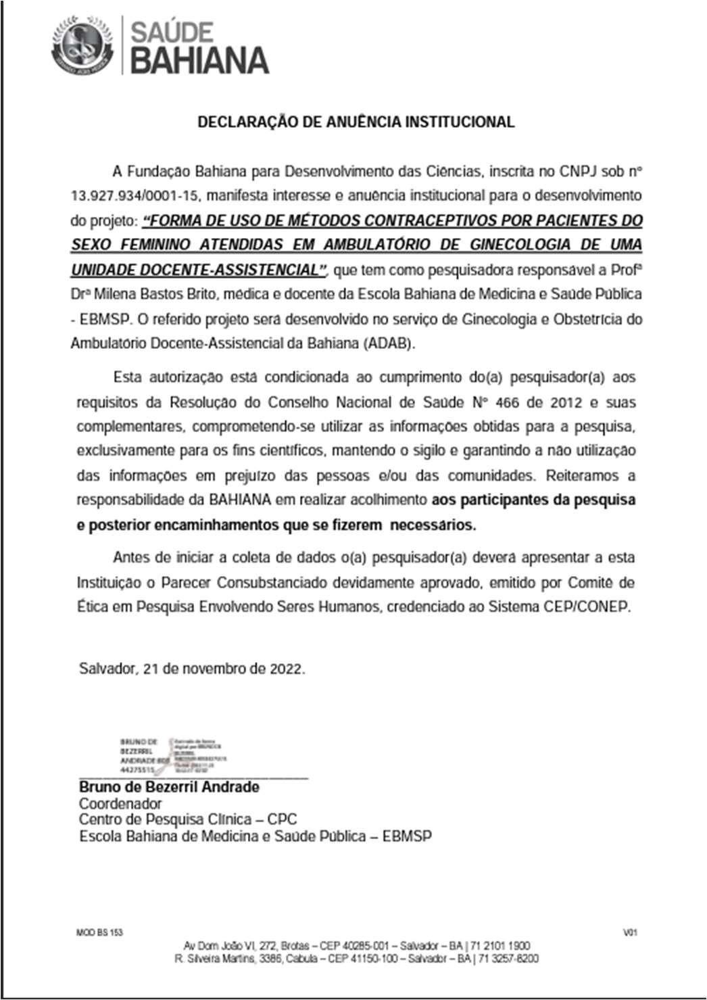 SAÚDE
BAHIANA
DECLARAÇÃO DE ANUÊNCIA INSTITUCIONAL
A Fundação Bahiana para Desenvolvimento das Ciências, inscrita no CNPJ sob nº
13.927.934/0001-15, manifesta interesse e anuência institucional para o desenvolvimento
do projeto: “FORMA DE USO DE MÉTODOS CONTRACEPTIVOS POR PACIENTES DO
SEXO FEMININO ATENDIDAS EM AMBULATÓRIO DE GINECOLOGIA DE UMA
UNIDADE DOCENTE-ASSISTENCIAL”, que tem como pesquisadora responsável a Profª
Drª Milena Bastos Brito, médica e docente da Escola Bahiana de Medicina e Saúde Pública
- EBMSP. O referido projeto será desenvolvido no serviço de Ginecologia e Obstetrícia do
Ambulatório Docente-Assistencial da Bahiana (ADAB).
Esta autorização está condicionada ao cumprimento do(a) pesquisador(a) aos
requisitos da Resolução do Conselho Nacional de Saúde Nº 466 de 2012 e suas
complementares, comprometendo-se utilizar as informações obtidas para a pesquisa,
exclusivamente para os fins científicos, mantendo o sigilo e garantindo a não utilização
das informações em prejuízo das pessoas e/ou das comunidades. Reiteramos a
responsabilidade da BAHIANA em realizar acolhimento aos participantes da pesquisa
e posterior encaminhamentos que se fizerem necessários.
Antes de iniciar a coleta de dados o(a) pesquisador(a) deverá apresentar a esta
Instituição o Parecer Consubstanciado devidamente aprovado, emitido por Comitê de
Ética em Pesquisa Envolvendo Seres Humanos, credenciado ao Sistema CEP/CONEP.
Salvador, 21 de novembro de 2022.
BRUNO DE
BEZERRIL
ANDRADE
44275515
Bruno de Bezerril Andrade
Coordenador
Centro de Pesquisa Clínica – CPC
Escola Bahiana de Medicina e Saúde Pública – EBMSP
MOD BS 153 V01
Av Dom João VI, 272, Brotas – CEP 40285-001 – Salvador – BA | 71 2101 1900
R. Silveira Martins, 3386, Cabula – CEP 41150-100 – Salvador – BA | 71 3257-8200